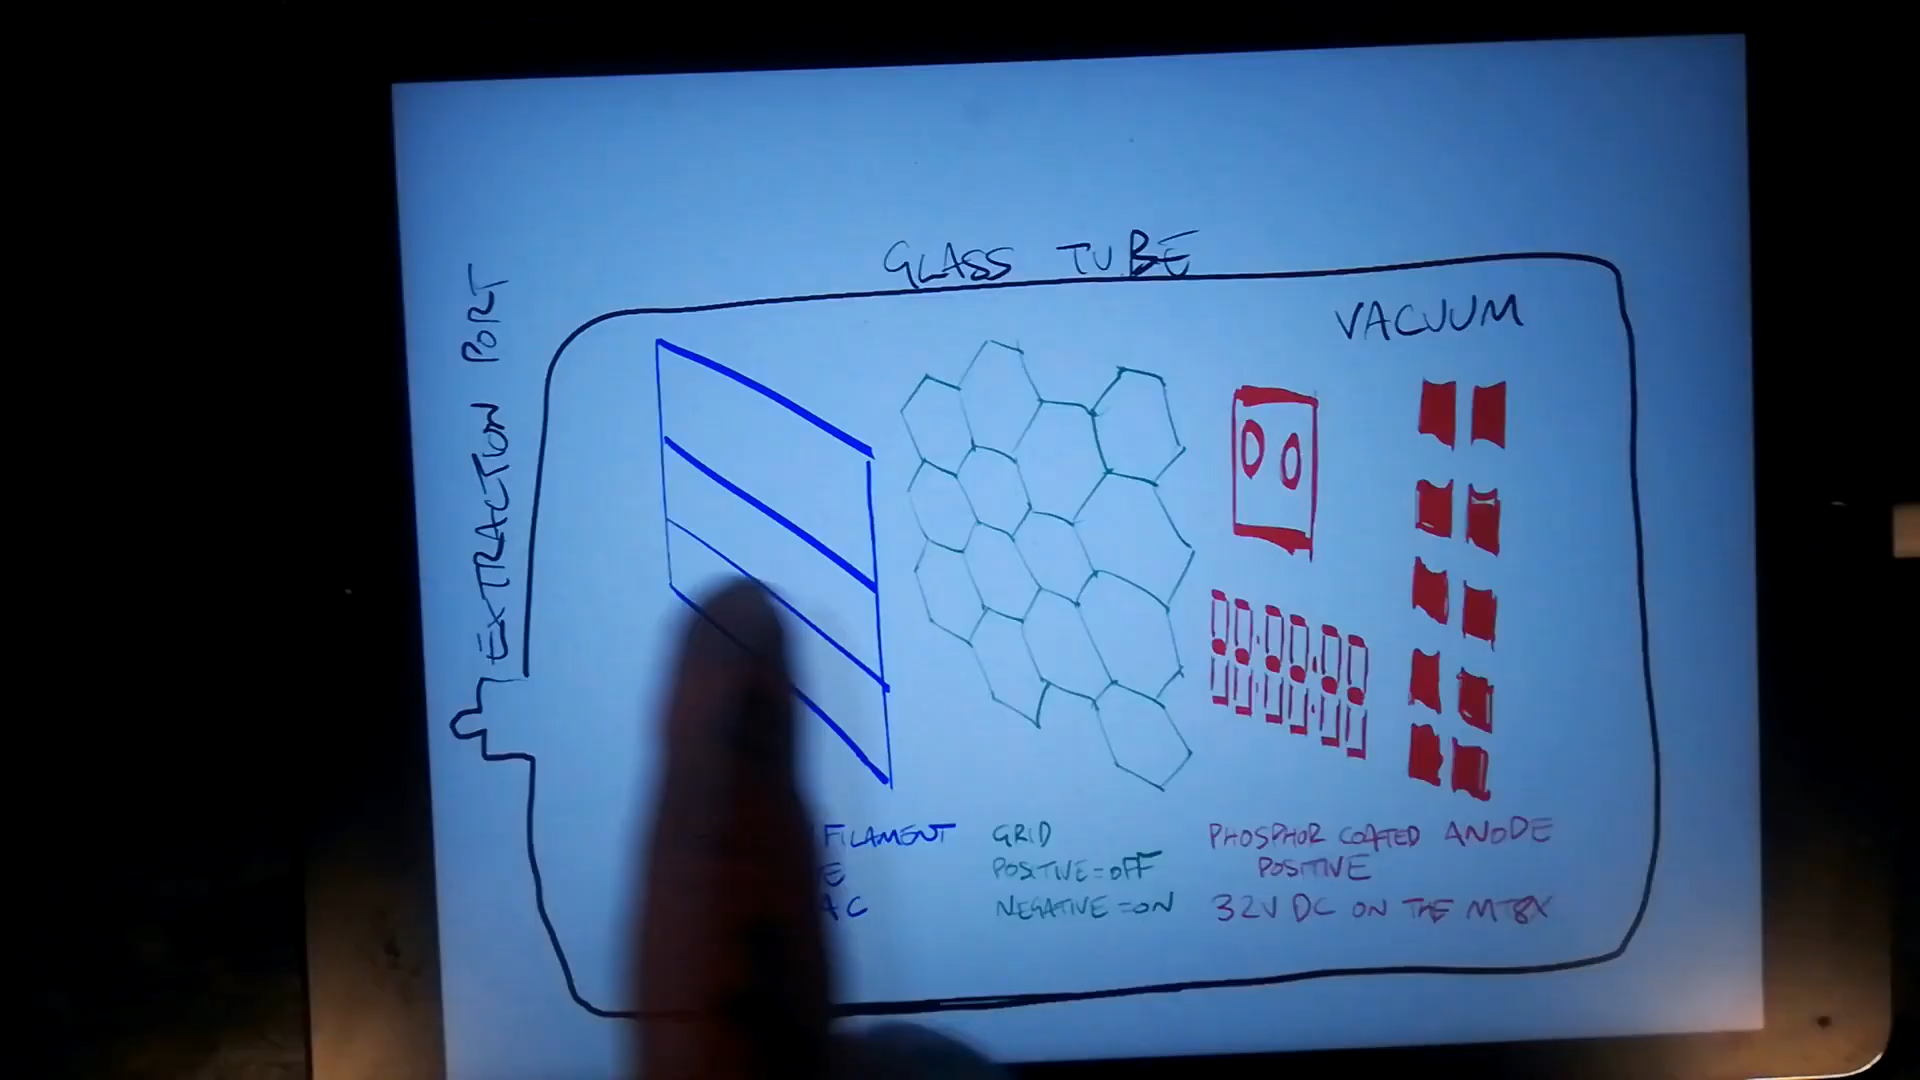 GLASS TUBE
VACUUM
EXTRACTION PORT
FILAMENT
AC
GRID
POSITIVE=OFF
NEGATIVE=ON
PHOSPHOR COATED ANODE
POSITIVE
32V DC ON THE MT8X